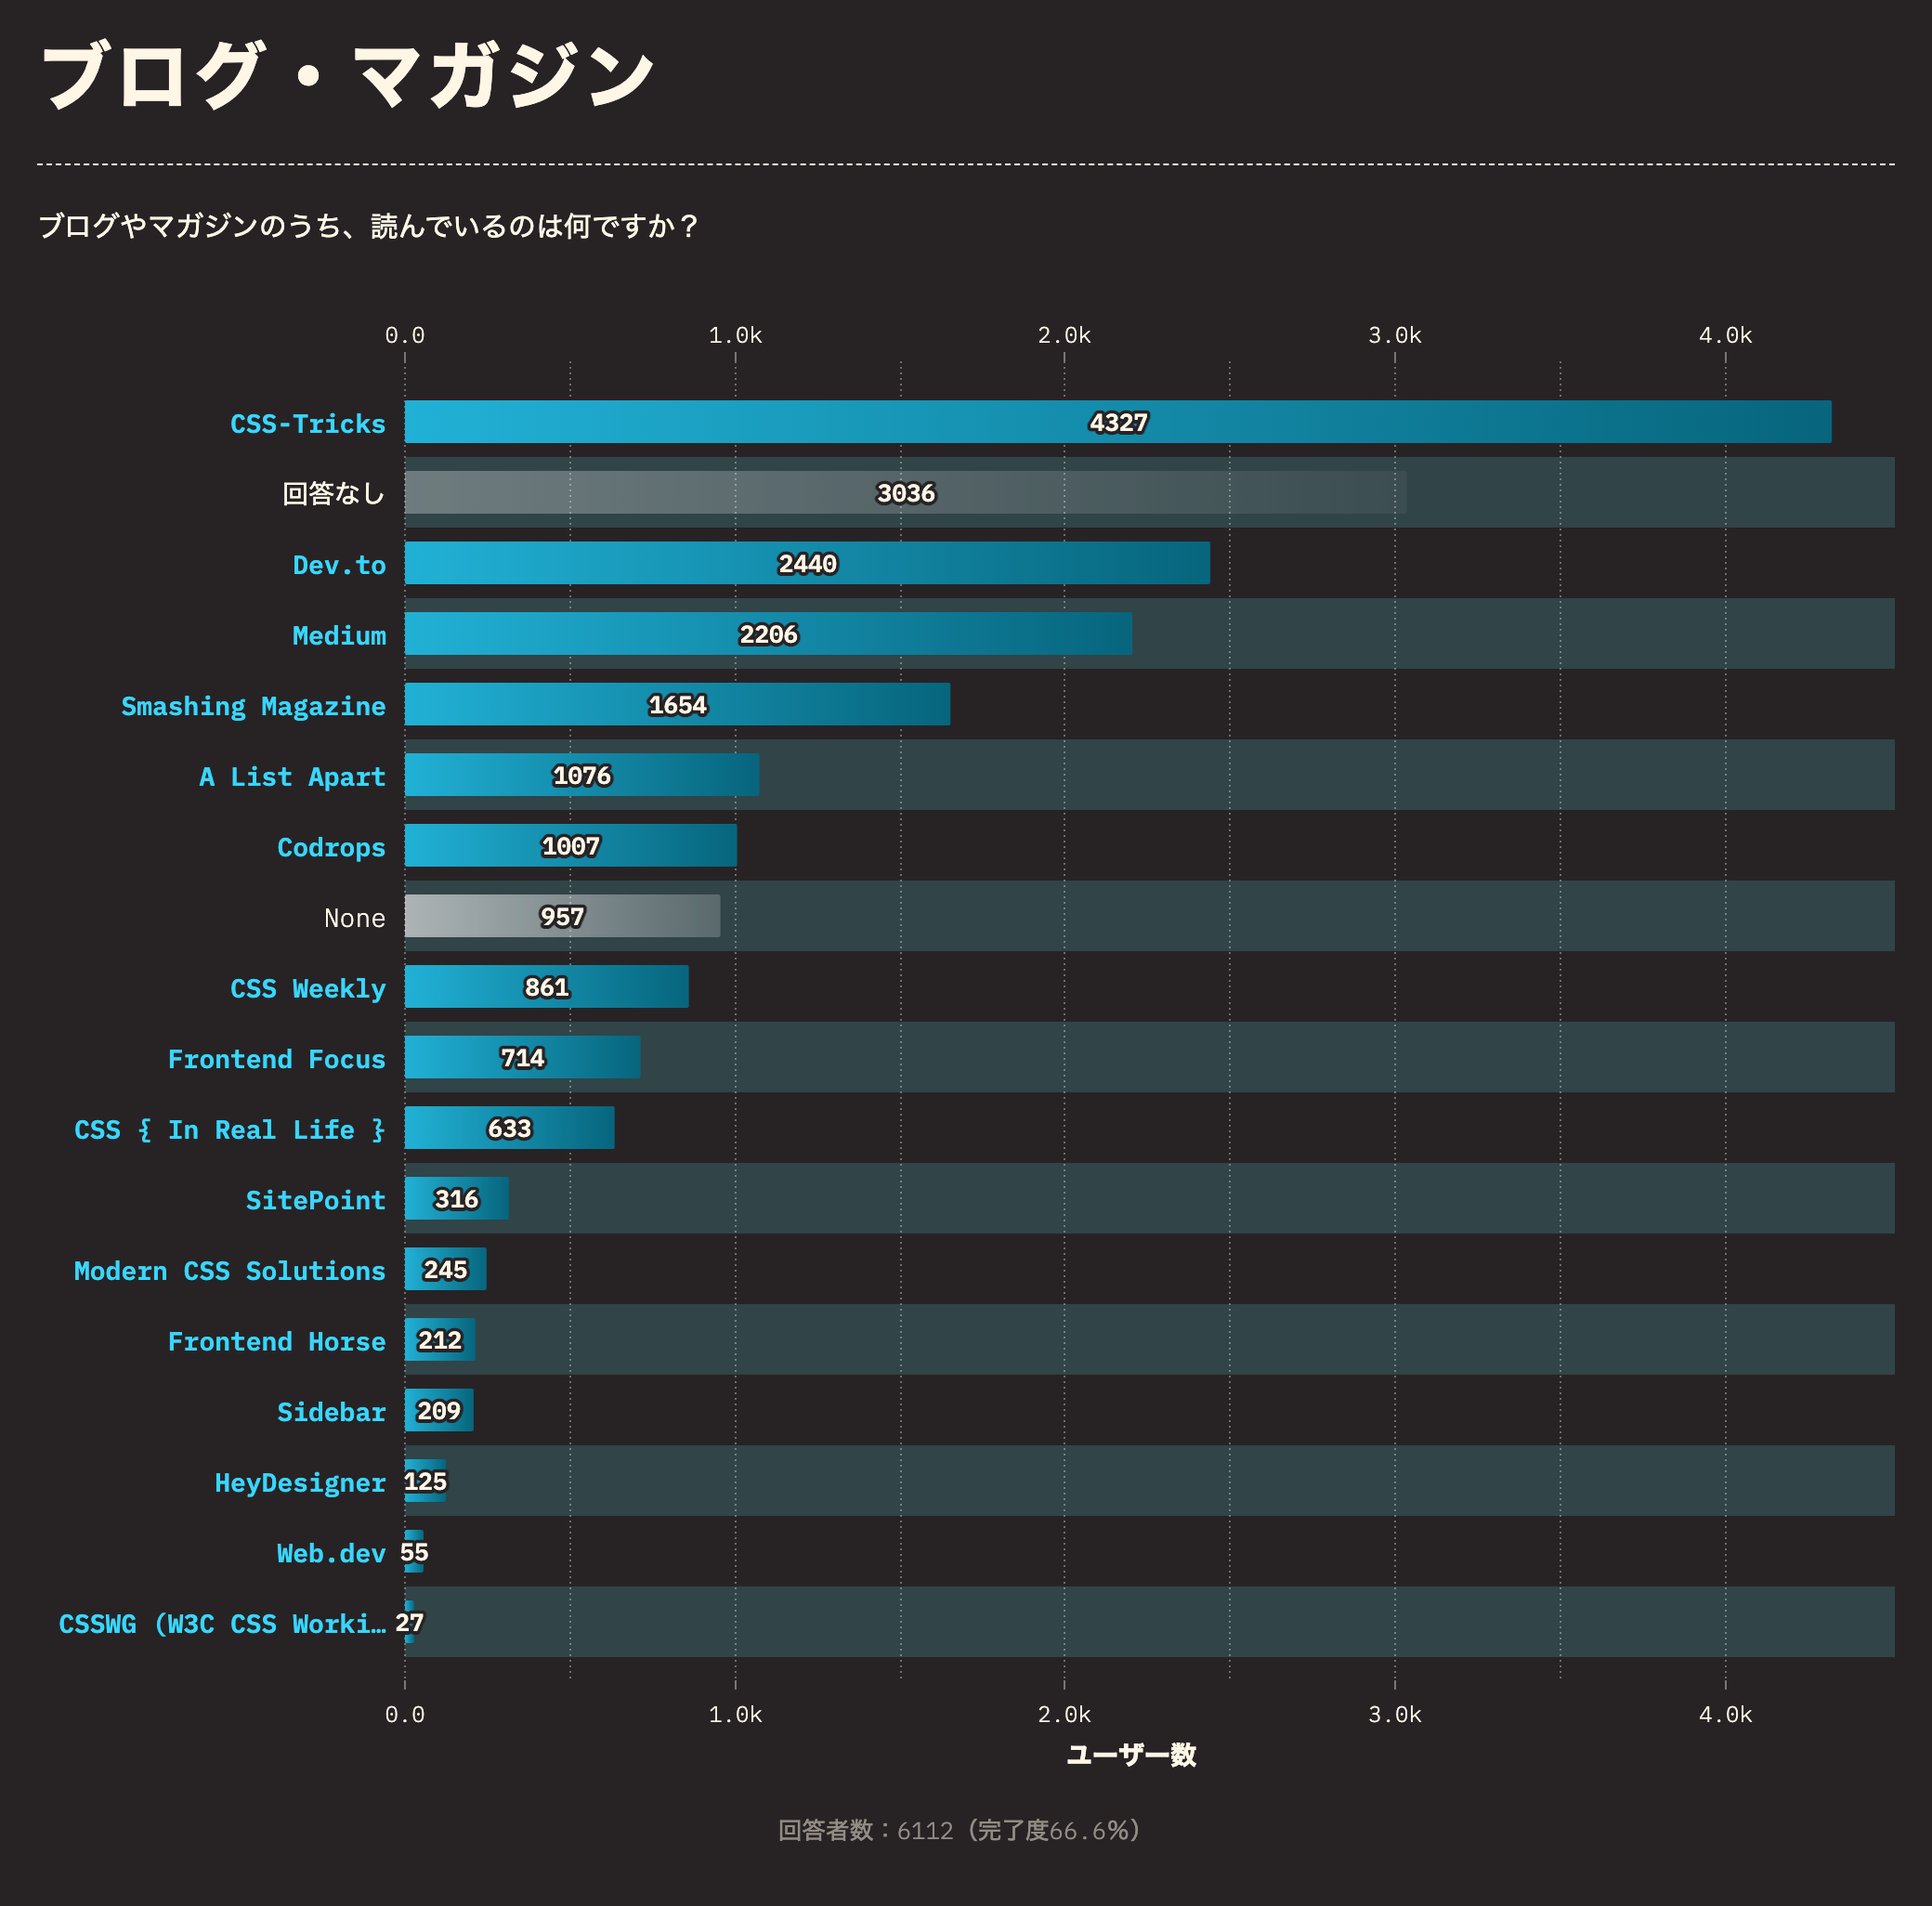 ブログ・マガジン
ブログやマガジンのうち、読んでいるのは何ですか？
0.0 1.0k 2.0k 3.0k 4.0k
CSS-Tricks 4327
回答なし 3036
Dev.to 2440
Medium 2206
Smashing Magazine 1654
A List Apart 1076
Codrops 1007
None 957
CSS Weekly 861
Frontend Focus 714
CSS { In Real Life } 633
SitePoint 316
Modern CSS Solutions 245
Frontend Horse 212
Sidebar 209
HeyDesigner 125
Web.dev 55
CSSWG (W3C CSS Worki… 27
0.0 1.0k 2.0k 3.0k 4.0k
ユーザー数
回答者数：6112（完了度66.6%）